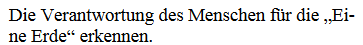 Die Verantwortung des Menschen für die „Ei-
ne Erde“ erkennen.